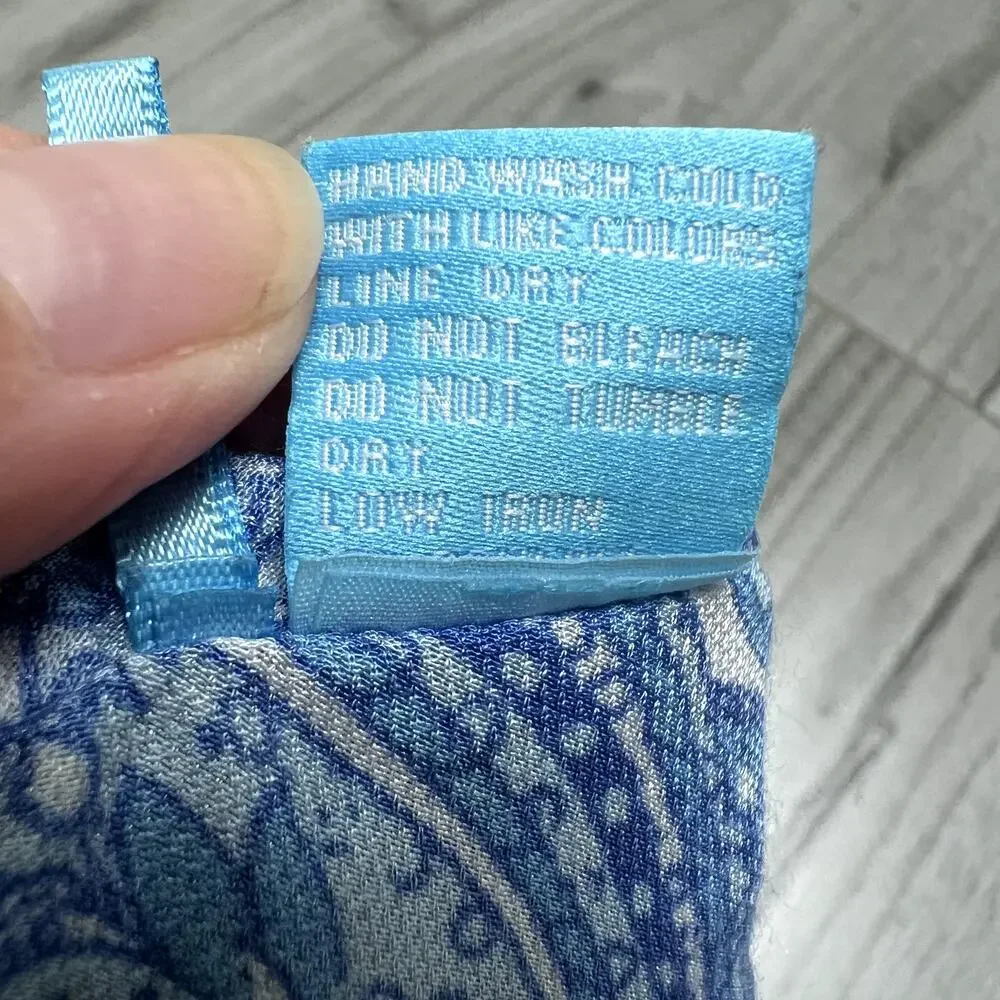 HAND WASH COLD
WITH LIKE COLORS
LINE DRY
DO NOT BLEACH
DO NOT TUMBLE
DRY
LOW IRON